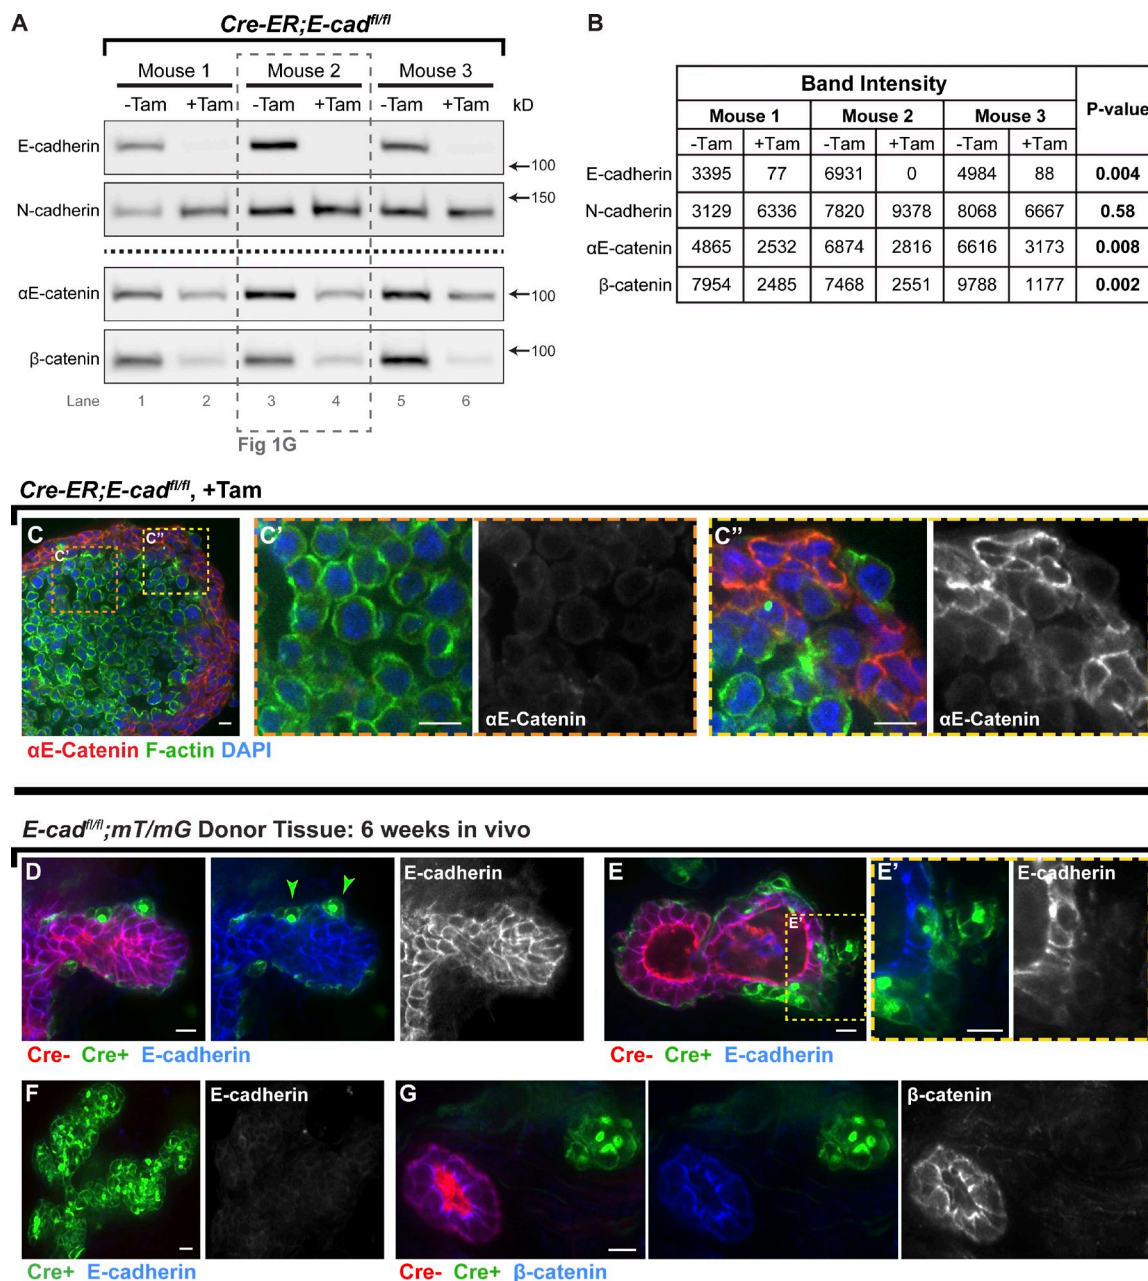 A
Cre-ER;E-cad^fl/fl
Mouse 1 Mouse 2 Mouse 3
-Tam +Tam -Tam +Tam -Tam +Tam kD
E-cadherin
100
N-cadherin
150
αE-catenin
100
β-catenin
100
Lane 1 2 3 4 5 6
Fig 1G
B
Band Intensity P-value
Mouse 1 Mouse 2 Mouse 3
-Tam +Tam -Tam +Tam -Tam +Tam
E-cadherin 3395 77 6931 0 4984 88 0.004
N-cadherin 3129 6336 7820 9378 8068 6667 0.58
αE-catenin 4865 2532 6874 2816 6616 3173 0.008
β-catenin 7954 2485 7468 2551 9788 1177 0.002
Cre-ER;E-cad^fl/fl, +Tam
C C' C'' C' αE-Catenin C'' αE-Catenin
αE-Catenin F-actin DAPI
E-cad^fl/fl;mT/mG Donor Tissue: 6 weeks in vivo
D E-cadherin E E' E' E-cadherin
Cre- Cre+ E-cadherin Cre- Cre+ E-cadherin
F E-cadherin G β-catenin
Cre+ E-cadherin Cre- Cre+ β-catenin